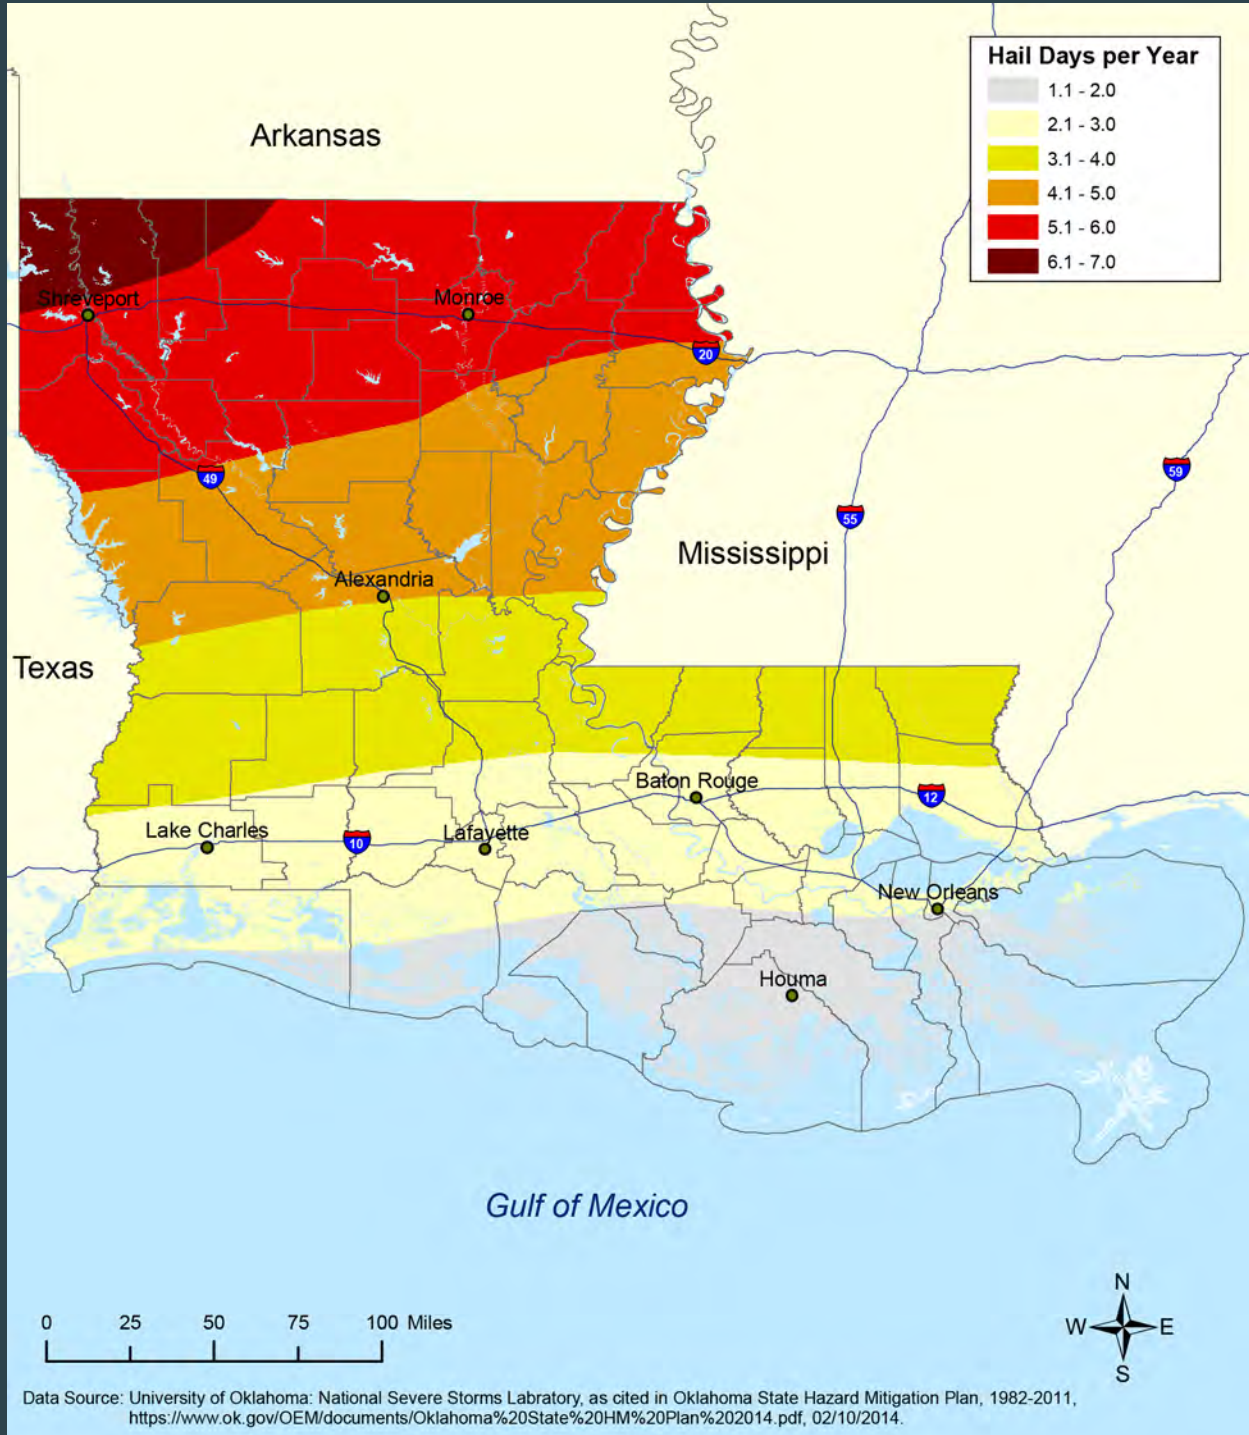 Hail Days per Year
1.1 - 2.0
2.1 - 3.0
3.1 - 4.0
4.1 - 5.0
5.1 - 6.0
6.1 - 7.0
Arkansas
Shreveport
Monroe
20
49
59
55
Mississippi
Alexandria
Texas
Baton Rouge
12
Lake Charles
10
Lafayette
New Orleans
Houma
Gulf of Mexico
0 25 50 75 100 Miles
N
W E
S
Data Source: University of Oklahoma: National Severe Storms Labratory, as cited in Oklahoma State Hazard Mitigation Plan, 1982-2011,
https://www.ok.gov/OEM/documents/Oklahoma%20State%20HM%20Plan%202014.pdf, 02/10/2014.